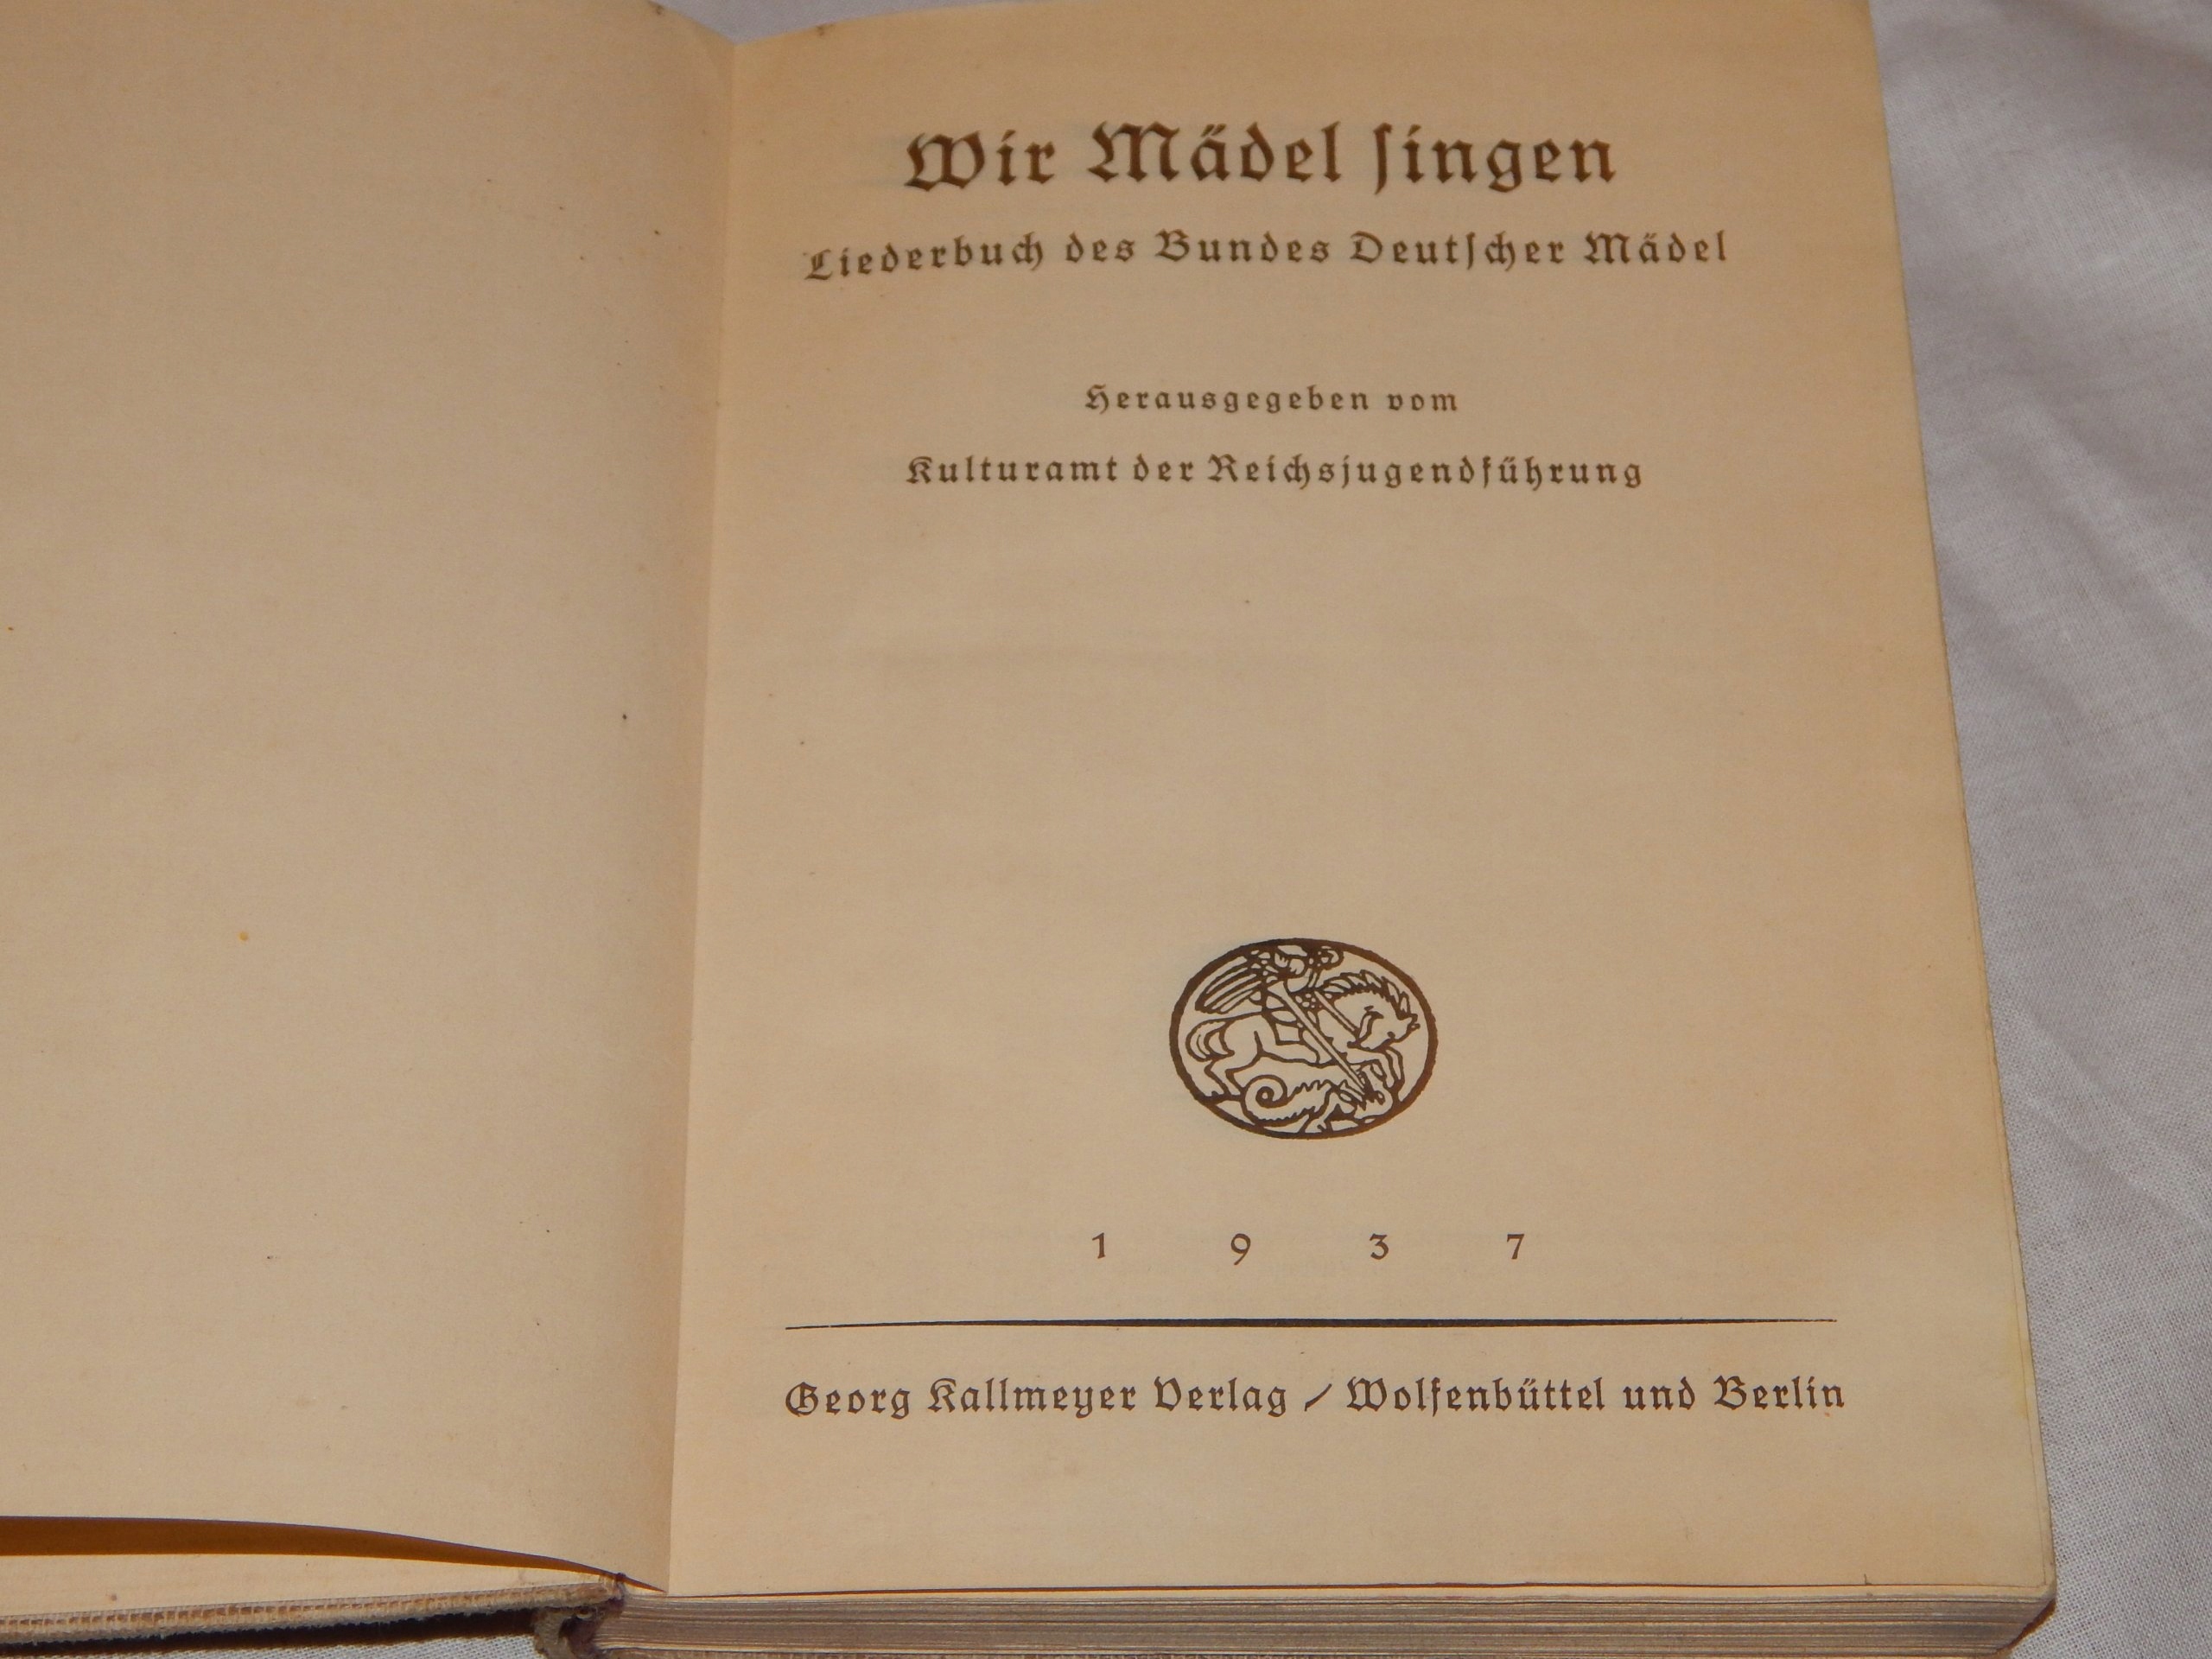 Wir Mädel ſingen
Liederbuch des Bundes Deutſcher Mädel
Herausgegeben vom
Kulturamt der Reichsjugendführung
1 9 3 7
Georg Kallmeyer Verlag / Wolfenbüttel und Berlin